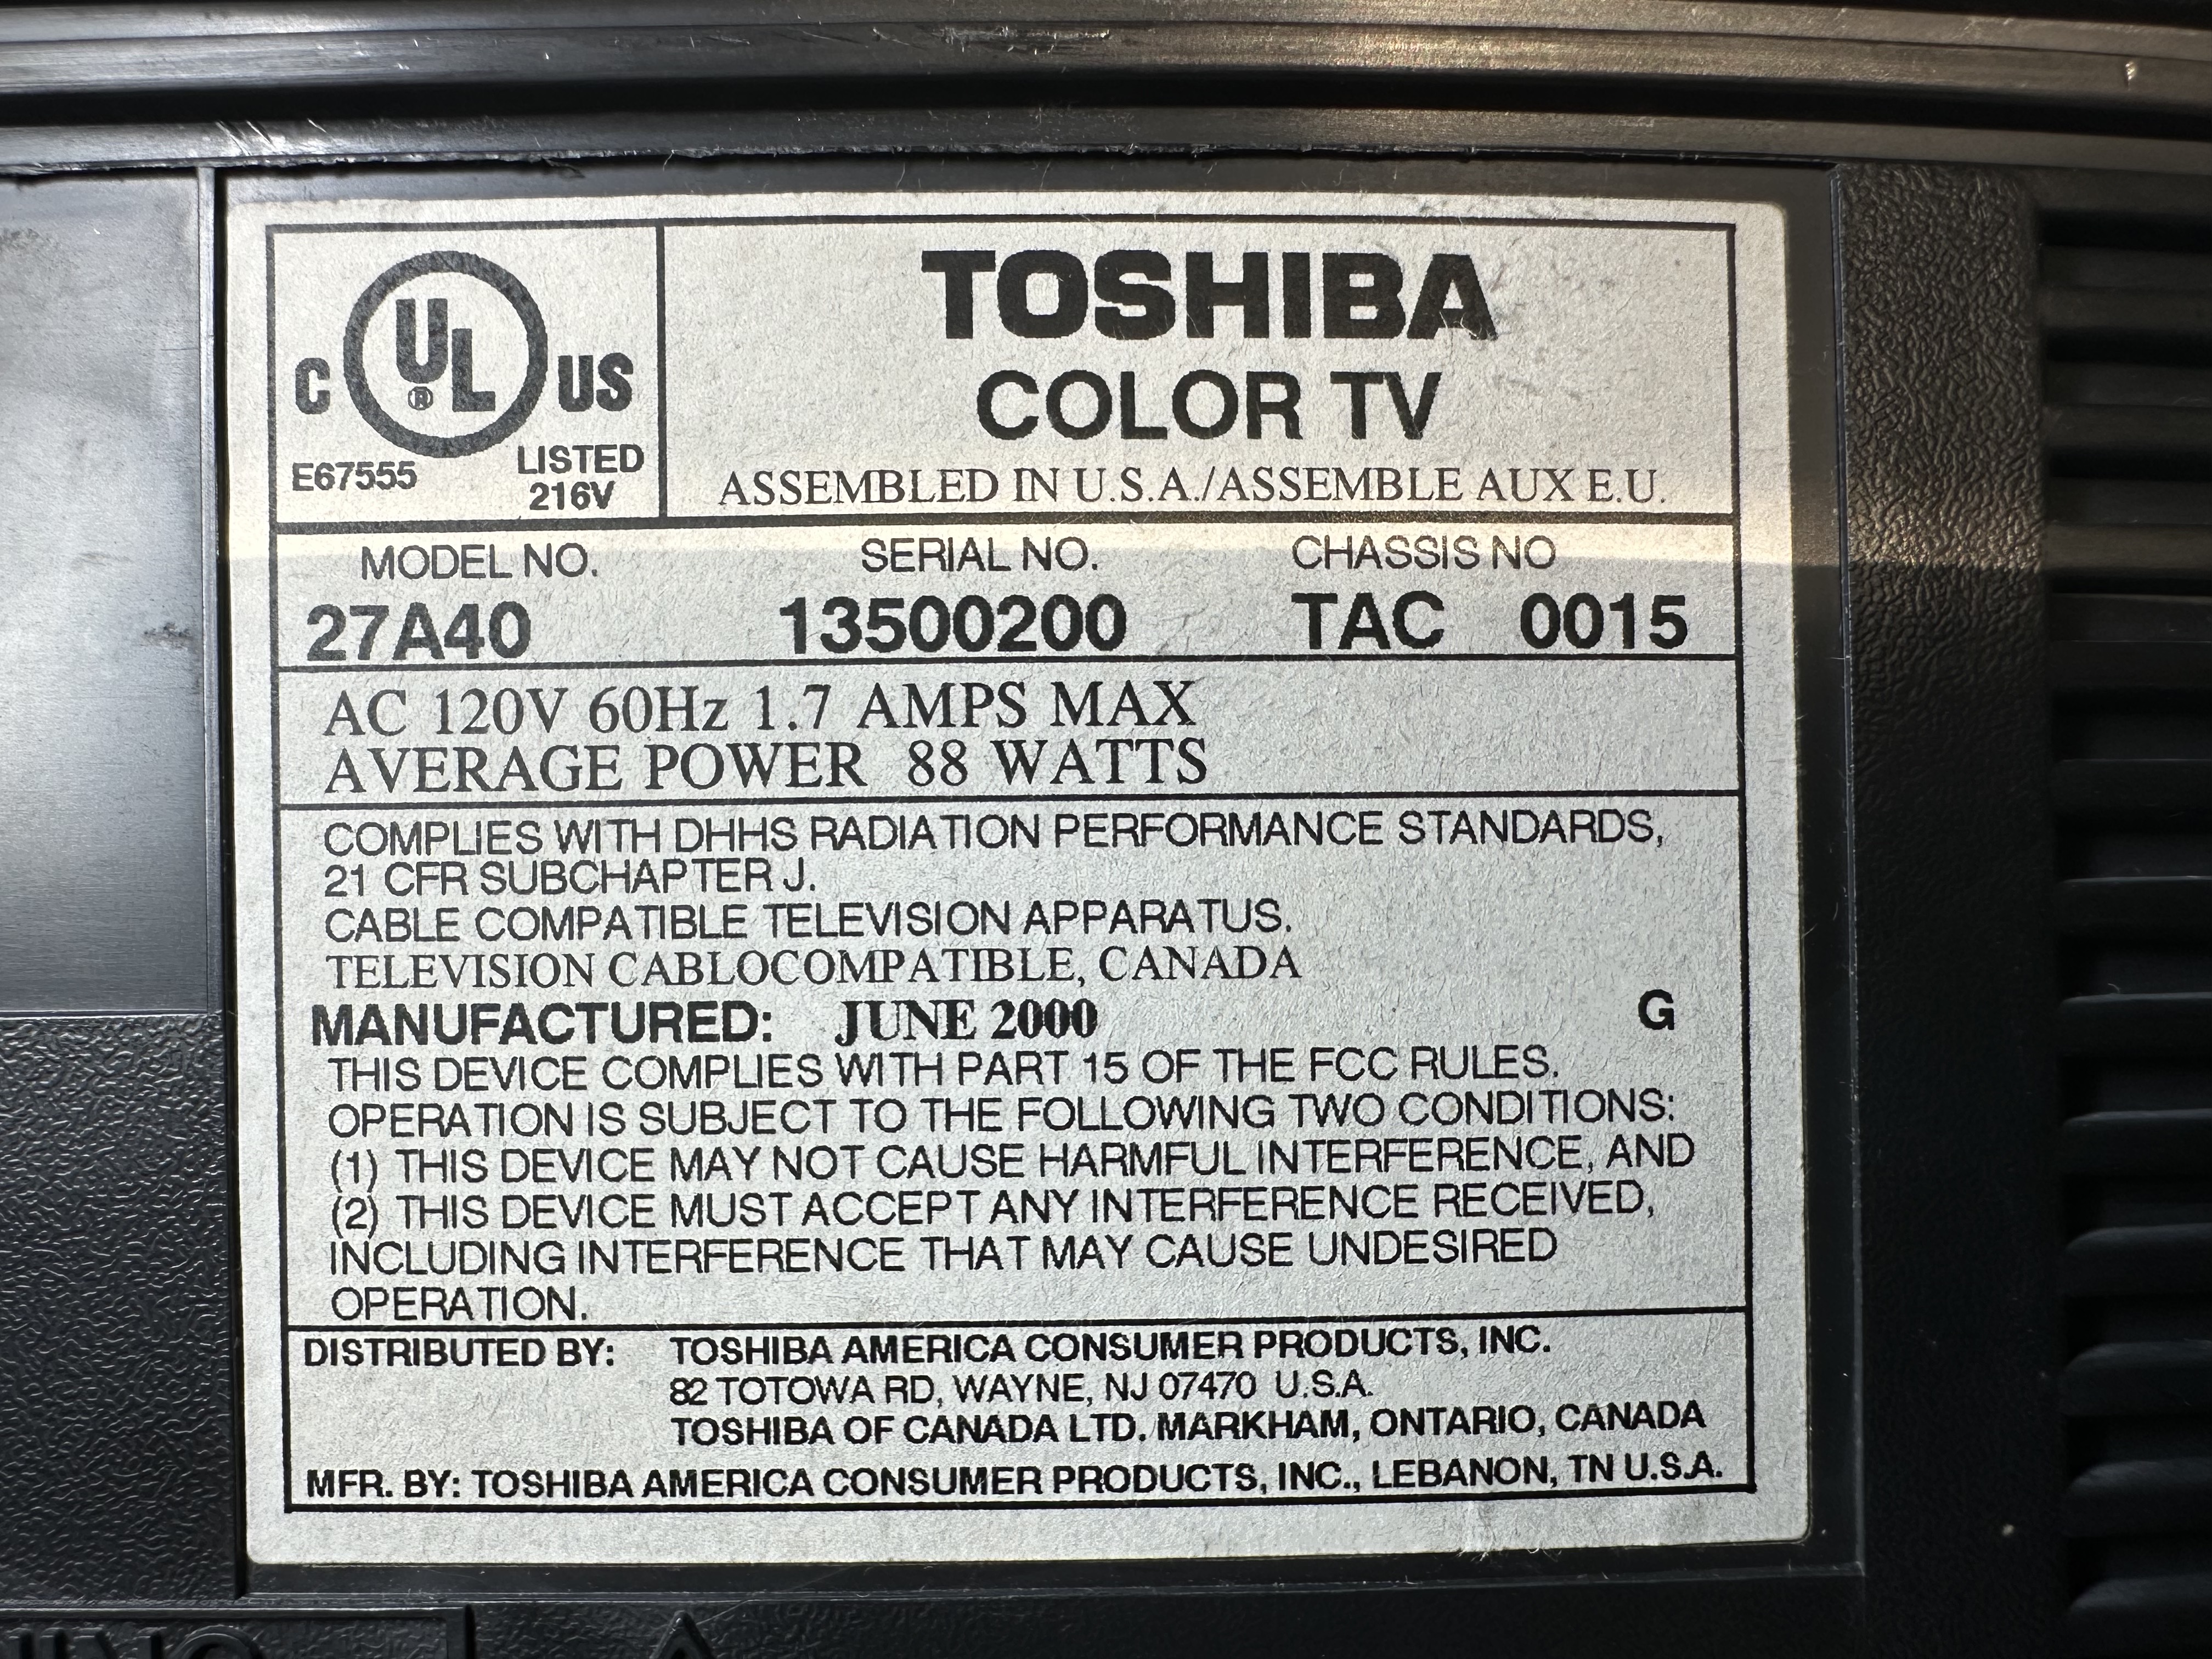 C UL® US
E67555 LISTED
216V
TOSHIBA
COLOR TV
ASSEMBLED IN U.S.A./ASSEMBLE AUX E.U.
MODEL NO. SERIAL NO. CHASSIS NO
27A40 13500200 TAC 0015
AC 120V 60Hz 1.7 AMPS MAX
AVERAGE POWER 88 WATTS
COMPLIES WITH DHHS RADIATION PERFORMANCE STANDARDS,
21 CFR SUBCHAPTER J.
CABLE COMPATIBLE TELEVISION APPARATUS.
TELEVISION CABLOCOMPATIBLE, CANADA
MANUFACTURED: JUNE 2000 G
THIS DEVICE COMPLIES WITH PART 15 OF THE FCC RULES.
OPERATION IS SUBJECT TO THE FOLLOWING TWO CONDITIONS:
(1) THIS DEVICE MAY NOT CAUSE HARMFUL INTERFERENCE, AND
(2) THIS DEVICE MUST ACCEPT ANY INTERFERENCE RECEIVED,
INCLUDING INTERFERENCE THAT MAY CAUSE UNDESIRED
OPERATION.
DISTRIBUTED BY: TOSHIBA AMERICA CONSUMER PRODUCTS, INC.
82 TOTOWA RD, WAYNE, NJ 07470 U.S.A.
TOSHIBA OF CANADA LTD. MARKHAM, ONTARIO, CANADA
MFR. BY: TOSHIBA AMERICA CONSUMER PRODUCTS, INC., LEBANON, TN U.S.A.